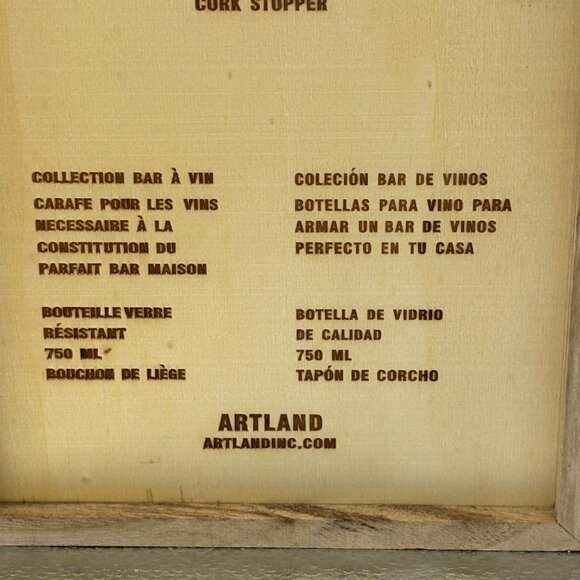 CORK STOPPER
COLLECTION BAR À VIN
CARAFE POUR LES VINS
NECESSAIRE À LA
CONSTITUTION DU
PARFAIT BAR MAISON
BOUTEILLE VERRE
RÉSISTANT
750 ML
BOUCHON DE LIÈGE
COLECIÓN BAR DE VINOS
BOTELLAS PARA VINO PARA
ARMAR UN BAR DE VINOS
PERFECTO EN TU CASA
BOTELLA DE VIDRIO
DE CALIDAD
750 ML
TAPÓN DE CORCHO
ARTLAND
ARTLANDINC.COM